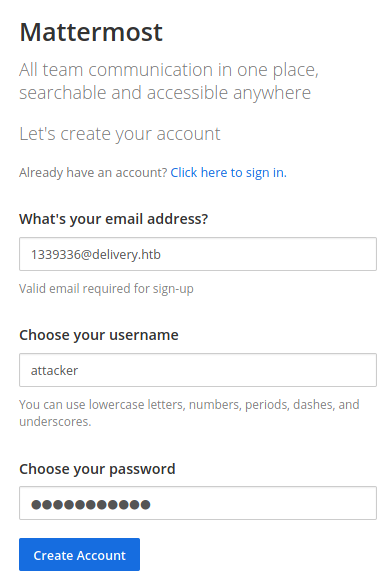 Mattermost
All team communication in one place,
searchable and accessible anywhere
Let's create your account
Already have an account? Click here to sign in.
What's your email address?
1339336@delivery.htb
Valid email required for sign-up
Choose your username
attacker
You can use lowercase letters, numbers, periods, dashes, and
underscores.
Choose your password
●●●●●●●●●●●
Create Account